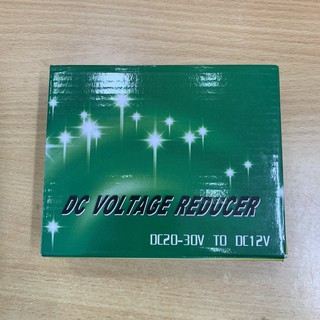 DC VOLTAGE REDUCER
DC20-30V TO DC12V